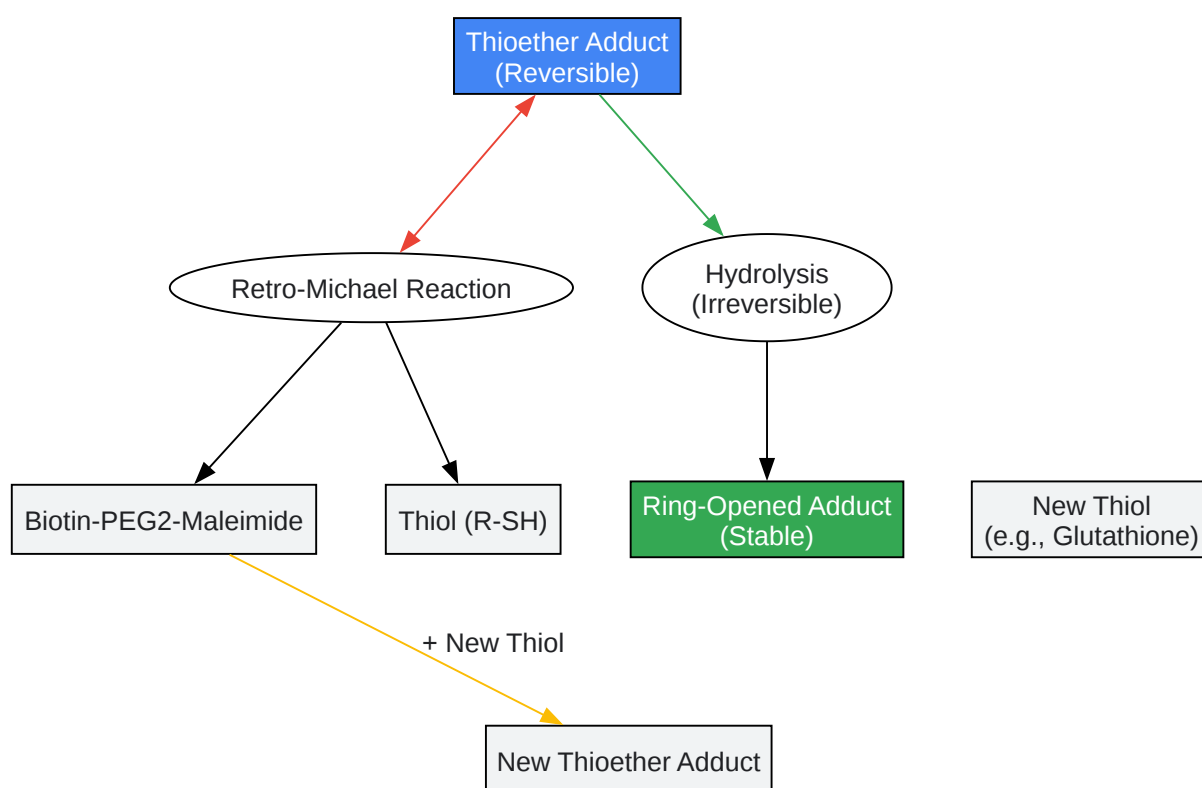 Thioether Adduct
(Reversible)
Retro-Michael Reaction
Hydrolysis
(Irreversible)
Biotin-PEG2-Maleimide
Thiol (R-SH)
Ring-Opened Adduct
(Stable)
New Thiol
(e.g., Glutathione)
+ New Thiol
New Thioether Adduct